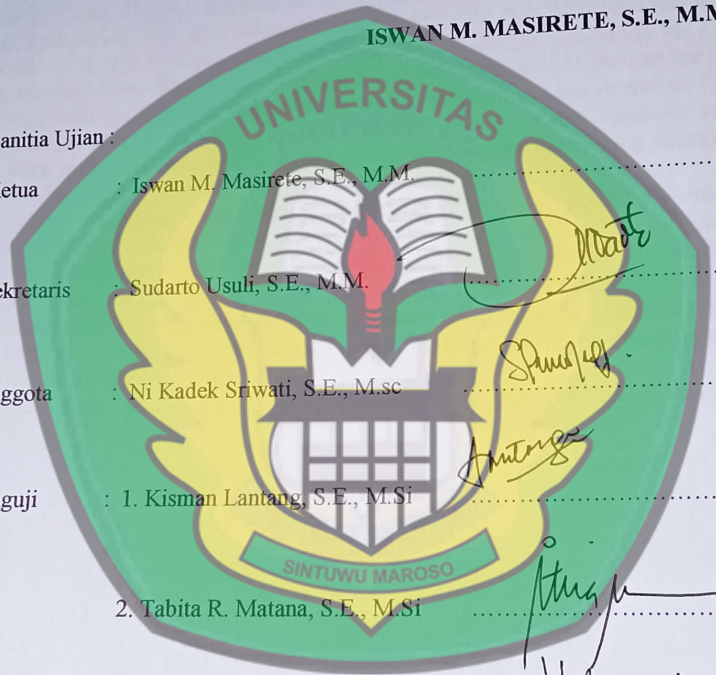 ISWAN M. MASIRETE, S.E., M.M
UNIVERSITAS
anitia Ujian :
etua : Iswan M. Masirete, S.E., M.M. ....................
ekretaris : Sudarto Usuli, S.E., M.M. ....................
ggota : Ni Kadek Sriwati, S.E., M.sc ....................
guji : 1. Kisman Lantang, S.E., M.Si ....................
SINTUWU MAROSO
2. Tabita R. Matana, S.E., M.Si ....................